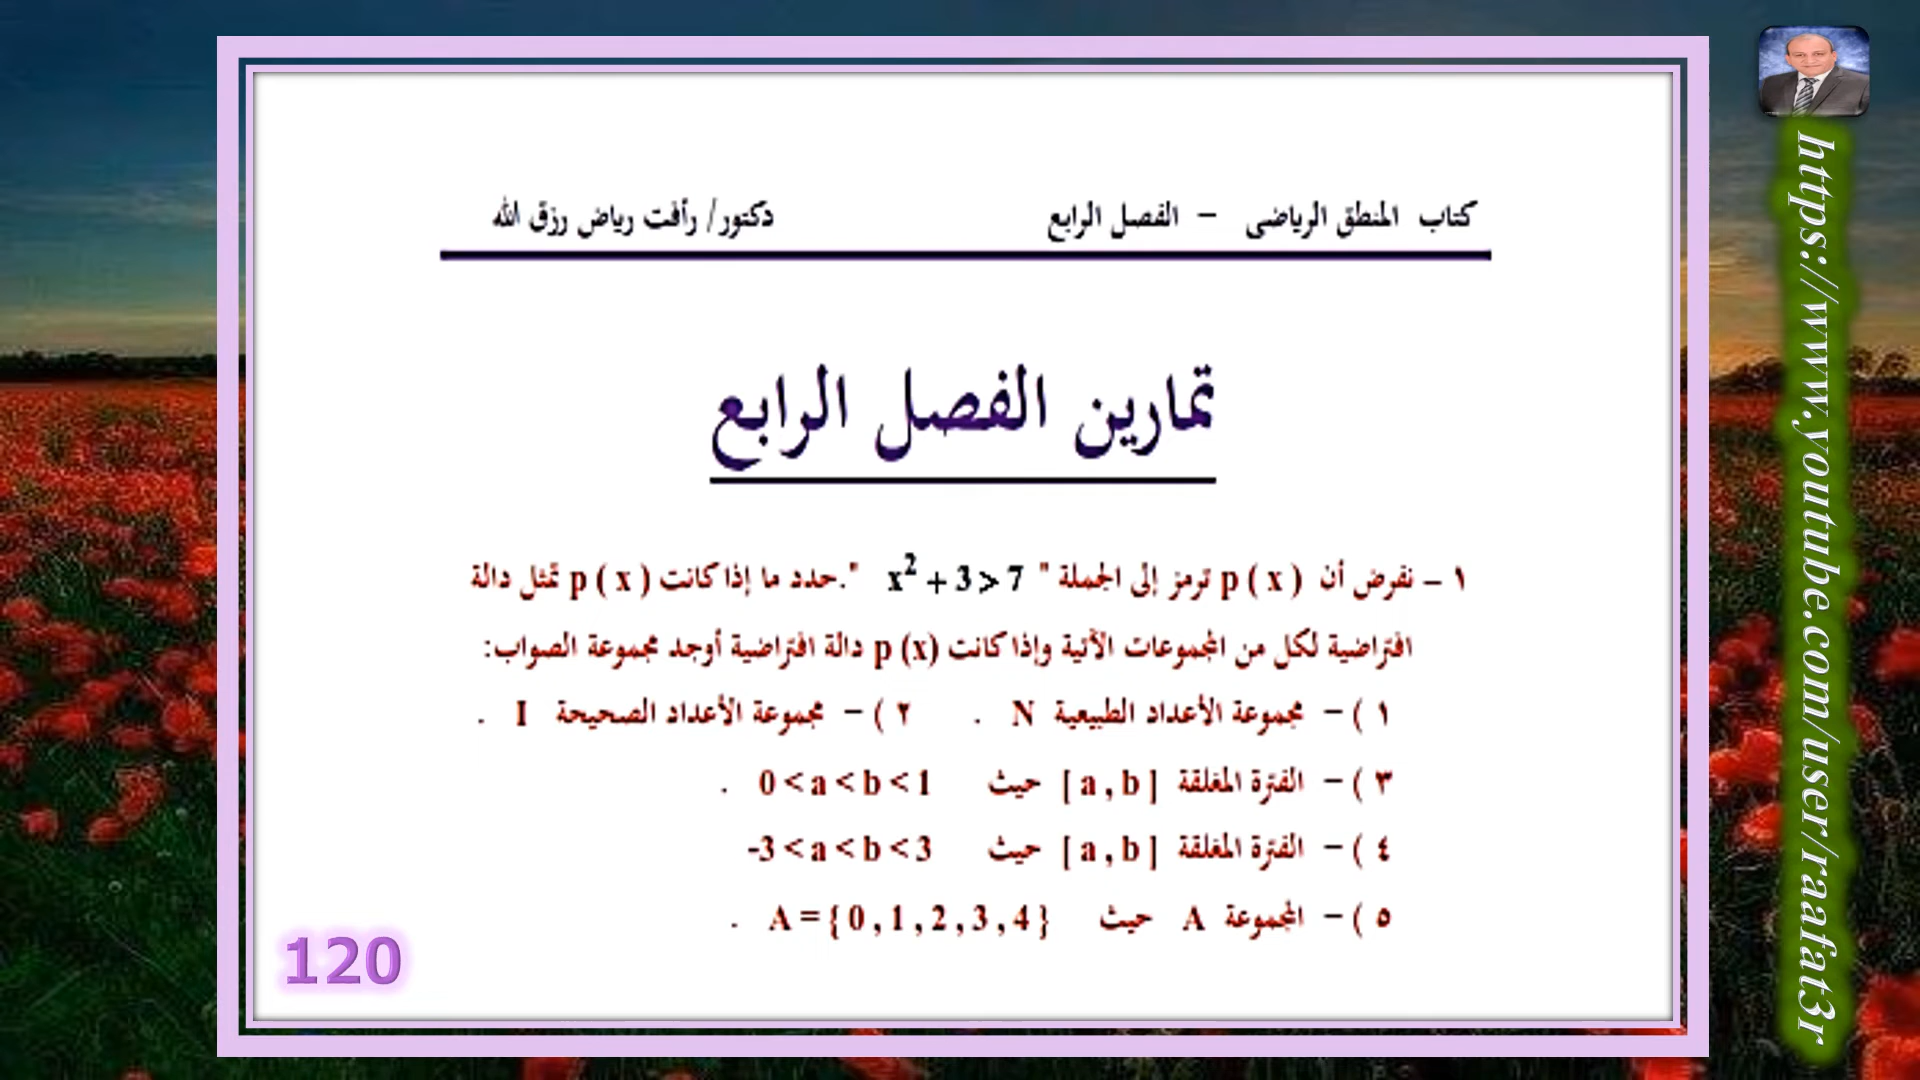 كتاب المنطق الرياضى – الفصل الرابع دكتور/ رأفت رياض رزق الله
تمارين الفصل الرابع
١ – نفرض أن p ( x ) ترمز إلى الجملة " x² + 3 > 7 ".حدد ما إذا كانت p ( x ) تمثل دالة
افتراضية لكل من المجموعات الآتية وإذا كانت p (x) دالة افتراضية أوجد مجموعة الصواب:
١ ) – مجموعة الأعداد الطبيعية N . ٢ ) – مجموعة الأعداد الصحيحة I .
٣ ) – الفترة المغلقة [ a , b ] حيث 0 < a < b < 1 .
٤ ) – الفترة المغلقة [ a , b ] حيث -3 < a < b < 3
٥ ) – المجموعة A حيث A = { 0 , 1 , 2 , 3 , 4 } .
120
https://www.youtube.com/user/raafat3r